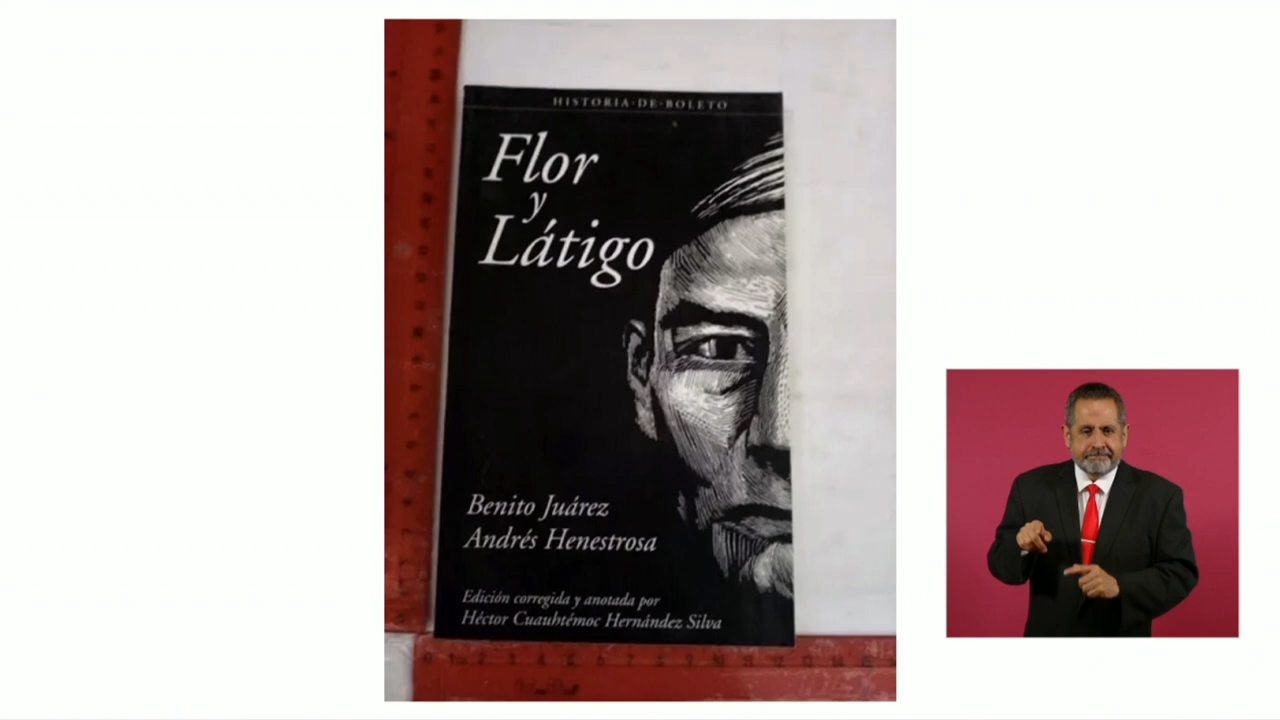 HISTORIA·DE·BOLETO
Flor
y
Látigo
Benito Juárez
Andrés Henestrosa
Edición corregida y anotada por
Héctor Cuauhtémoc Hernández Silva